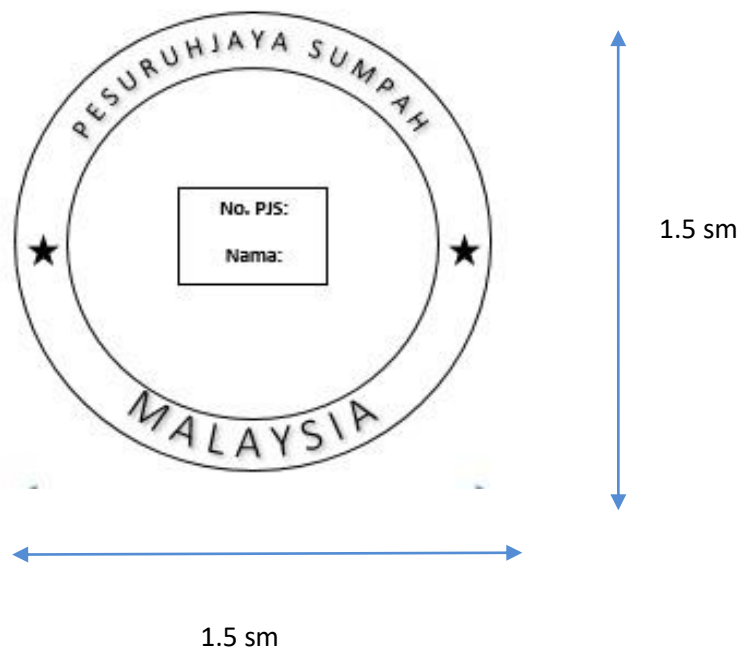 PESURUHJAYA SUMPAH
No. PJS:
Nama:
MALAYSIA
1.5 sm
1.5 sm